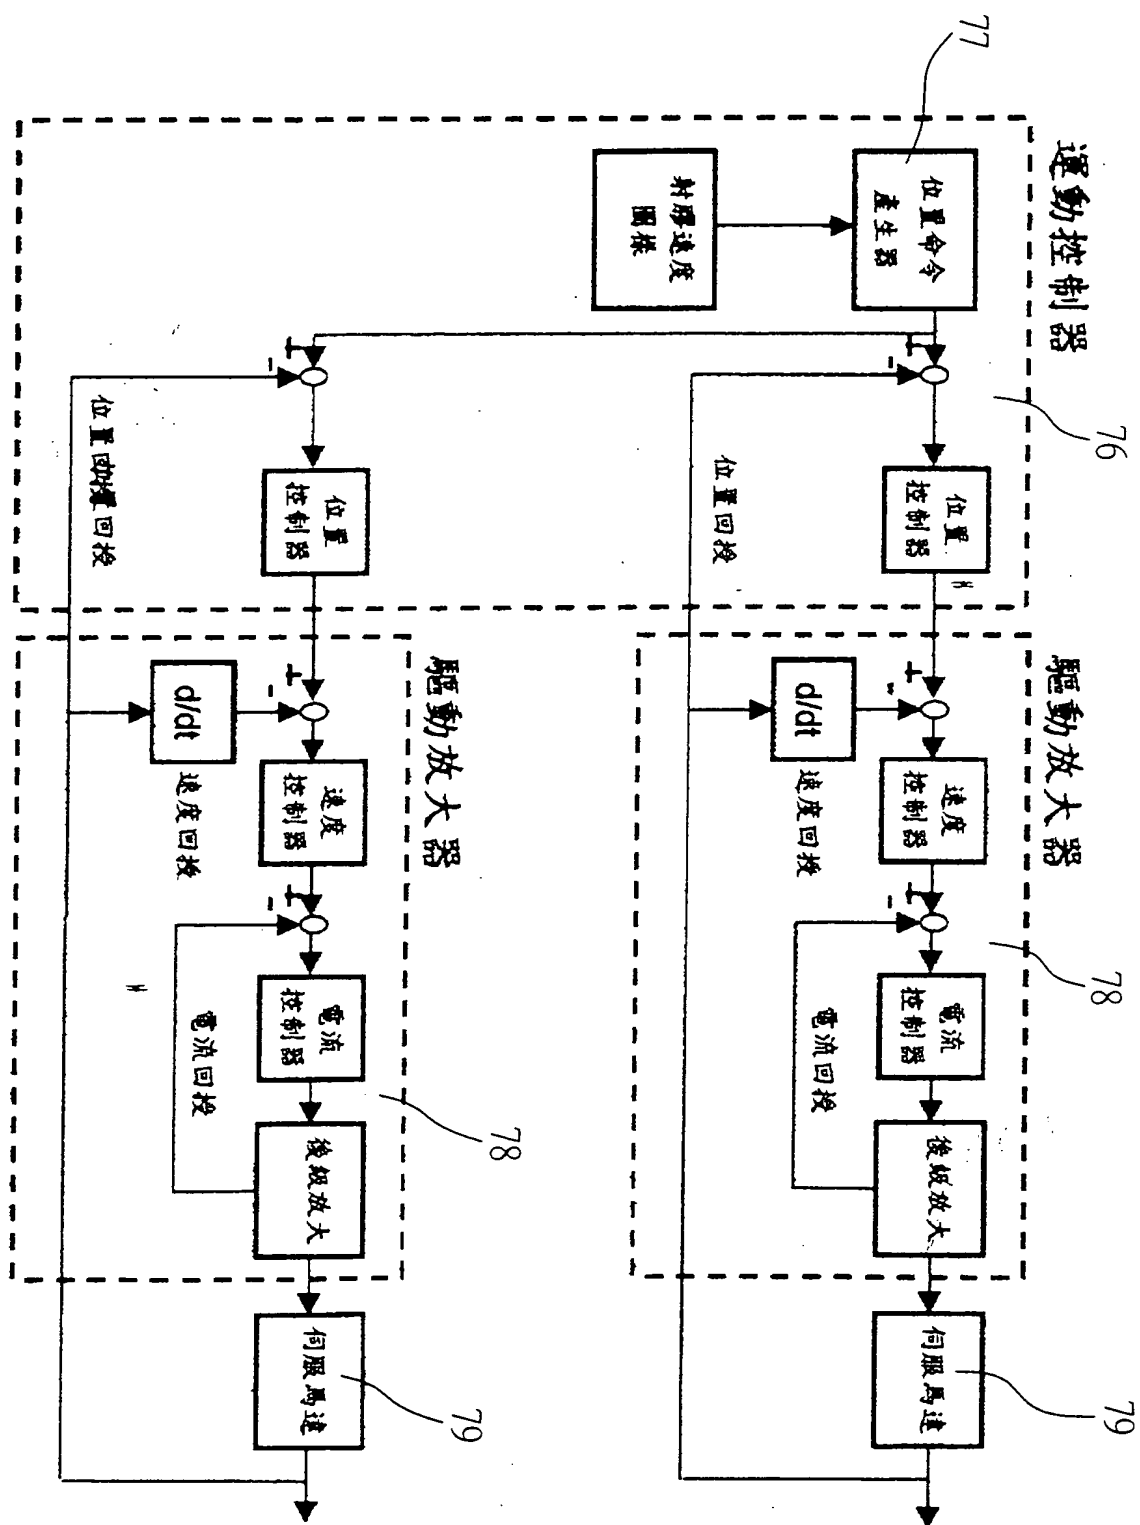 運動控制器
77
76
位置命令
產生器
射膠速度
圖樣
+
-
位置
控制器
位置回授
驅動放大器
78
+
-
d/dt
速度回授
速度
控制器
+
-
電流
控制器
電流回授
後級放大
伺服馬達
79
+
-
位置
控制器
驅動放大器
78
+
-
d/dt
速度回授
速度
控制器
+
-
電流
控制器
電流回授
後級放大
伺服馬達
79